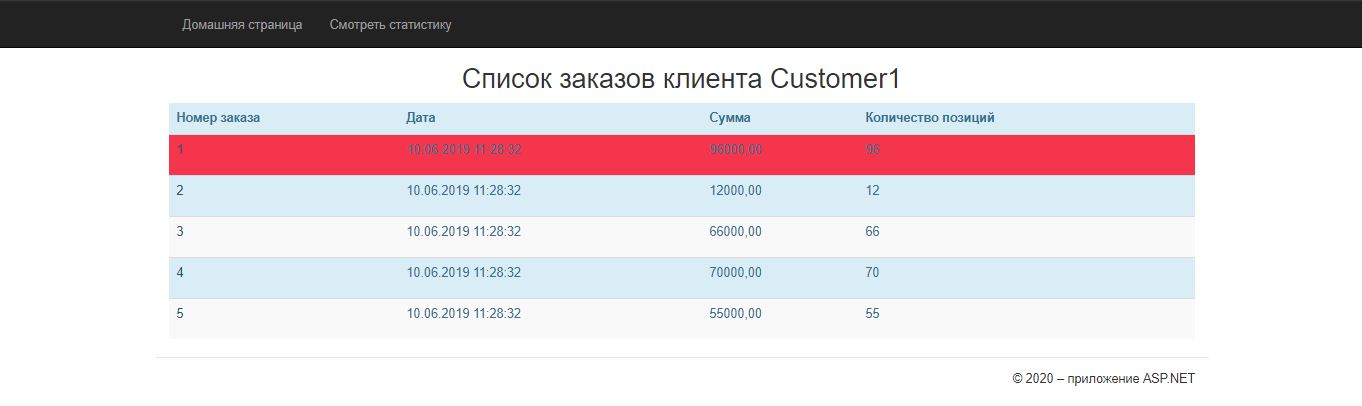 Домашняя страница Смотреть статистику
Список заказов клиента Customer1
Номер заказа Дата Сумма Количество позиций
1 10.06.2019 11:28:32 96000,00 96
2 10.06.2019 11:28:32 12000,00 12
3 10.06.2019 11:28:32 66000,00 66
4 10.06.2019 11:28:32 70000,00 70
5 10.06.2019 11:28:32 55000,00 55
© 2020 – приложение ASP.NET